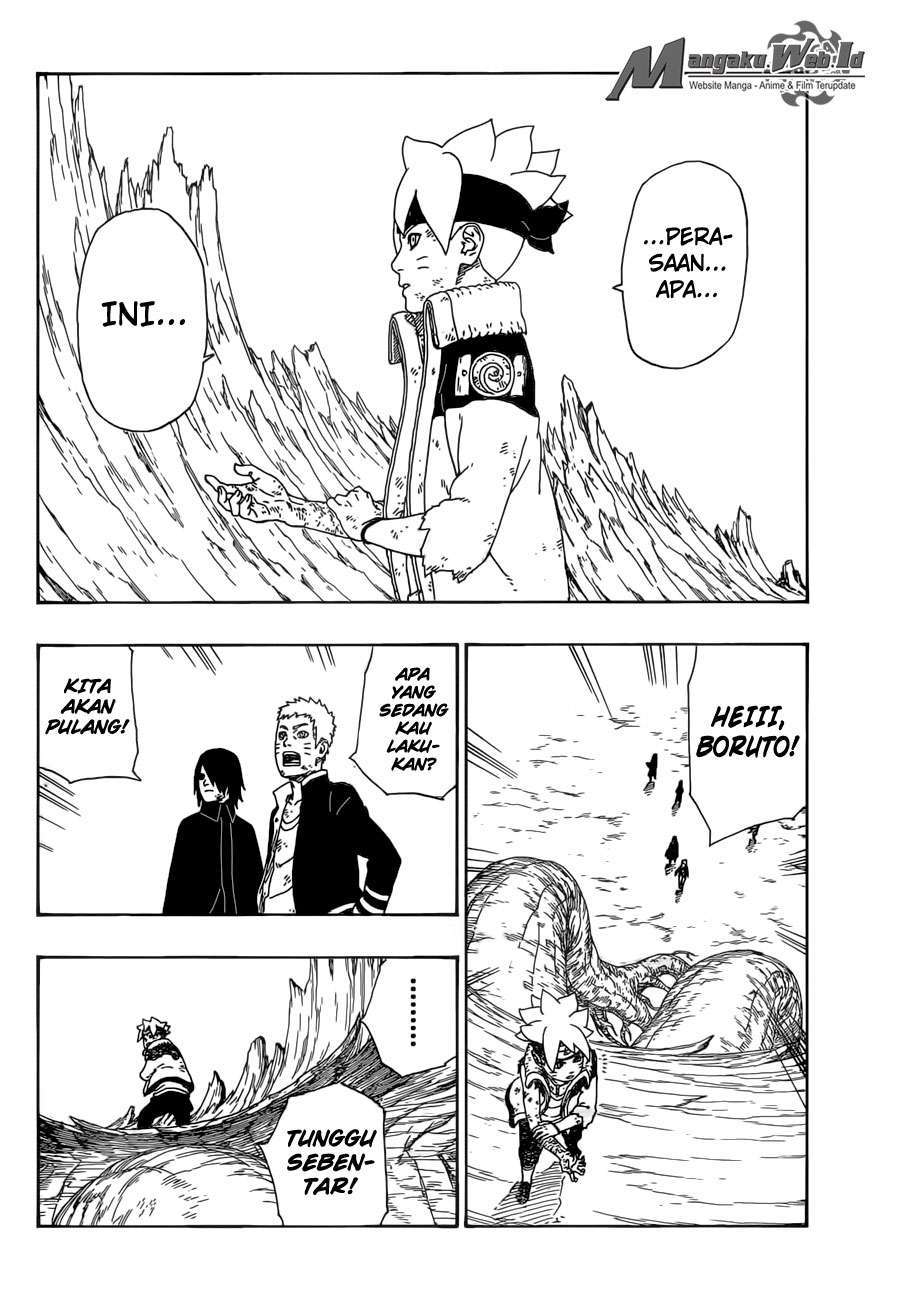 Mangaku.Web.Id
Website Manga - Anime & Film Terupdate
...PERA-
SAAN...
APA...
INI...
HEIII,
BORUTO!
APA
YANG
SEDANG
KAU
LAKU-
KAN?
KITA
AKAN
PULANG!
.........
TUNGGU
SEBEN-
TAR!